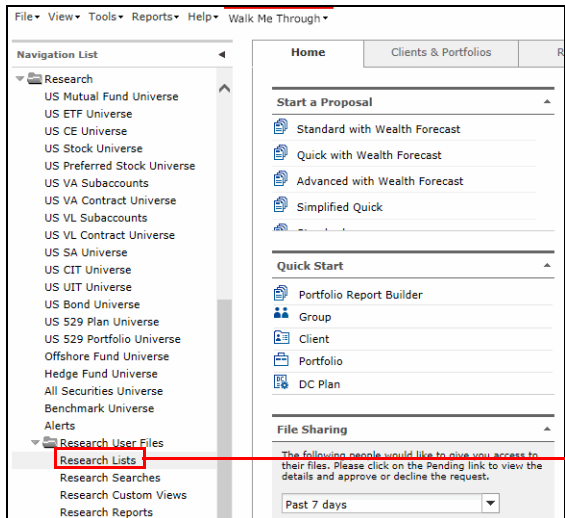 File View Tools Reports Help Walk Me Through
Navigation List
Research
US Mutual Fund Universe
US ETF Universe
US CE Universe
US Stock Universe
US Preferred Stock Universe
US VA Subaccounts
US VA Contract Universe
US VL Subaccounts
US VL Contract Universe
US SA Universe
US CIT Universe
US UIT Universe
US Bond Universe
US 529 Plan Universe
US 529 Portfolio Universe
Offshore Fund Universe
Hedge Fund Universe
All Securities Universe
Benchmark Universe
Alerts
Research User Files
Research Lists
Research Searches
Research Custom Views
Research Reports
Home Clients & Portfolios R
Start a Proposal
Standard with Wealth Forecast
Quick with Wealth Forecast
Advanced with Wealth Forecast
Simplified Quick
Quick Start
Portfolio Report Builder
Group
Client
Portfolio
DC Plan
File Sharing
The following people would like to give you access to
their files. Please click on the Pending link to view the
details and approve or decline the request.
Past 7 days